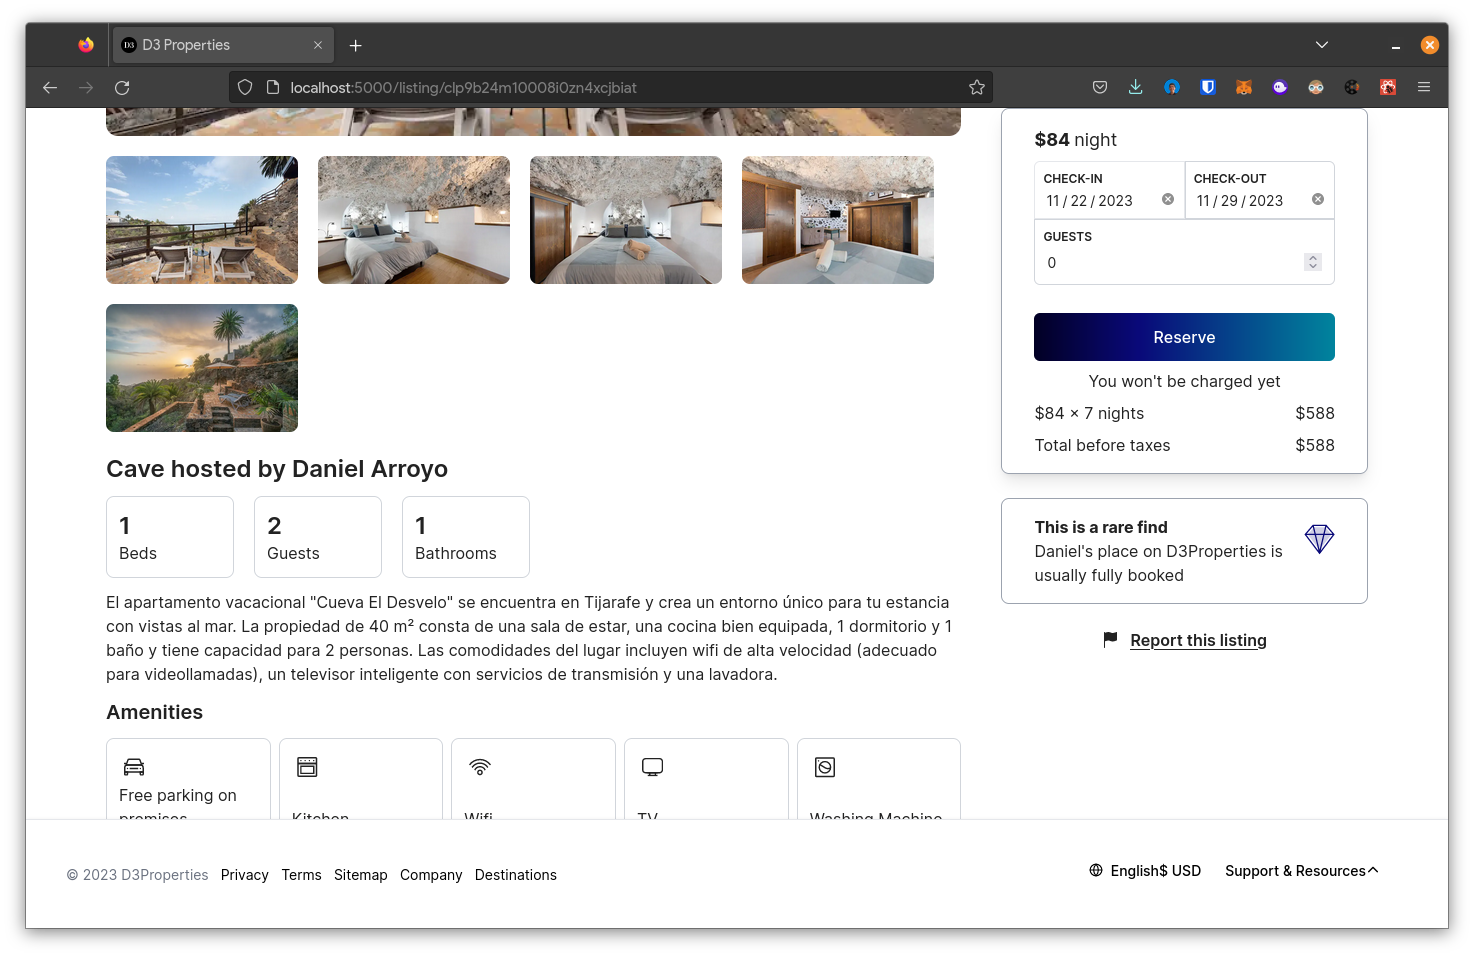 D3 D3 Properties
localhost:5000/listing/clp9b24m10008i0zn4xcjbiat
$84 night
CHECK-IN
11 / 22 / 2023
CHECK-OUT
11 / 29 / 2023
GUESTS
0
Reserve
You won't be charged yet
$84 × 7 nights $588
Total before taxes $588
This is a rare find
Daniel's place on D3Properties is
usually fully booked
Report this listing
Cave hosted by Daniel Arroyo
1
Beds
2
Guests
1
Bathrooms
El apartamento vacacional "Cueva El Desvelo" se encuentra en Tijarafe y crea un entorno único para tu estancia
con vistas al mar. La propiedad de 40 m² consta de una sala de estar, una cocina bien equipada, 1 dormitorio y 1
baño y tiene capacidad para 2 personas. Las comodidades del lugar incluyen wifi de alta velocidad (adecuado
para videollamadas), un televisor inteligente con servicios de transmisión y una lavadora.
Amenities
Free parking on
premises
Kitchen
Wifi
TV
Washing Machine
© 2023 D3Properties Privacy Terms Sitemap Company Destinations
English$ USD Support & Resources